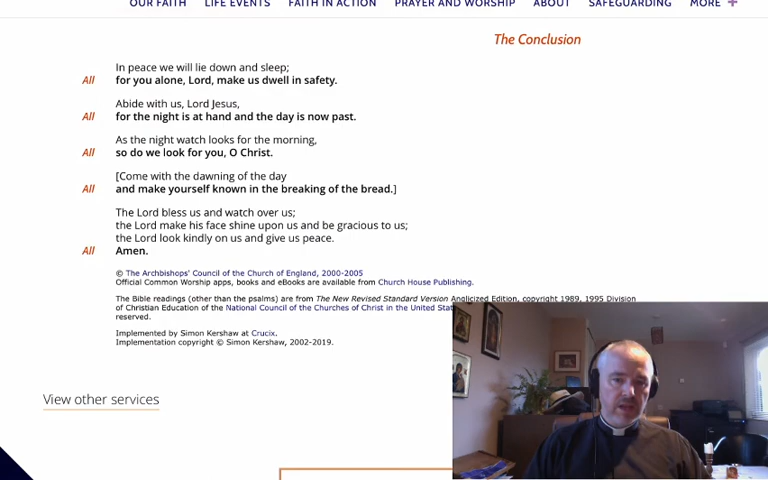 OUR FAITH LIFE EVENTS FAITH IN ACTION PRAYER AND WORSHIP ABOUT SAFEGUARDING MORE +
The Conclusion
In peace we will lie down and sleep;
All for you alone, Lord, make us dwell in safety.
Abide with us, Lord Jesus,
All for the night is at hand and the day is now past.
As the night watch looks for the morning,
All so do we look for you, O Christ.
[Come with the dawning of the day
All and make yourself known in the breaking of the bread.]
The Lord bless us and watch over us;
the Lord make his face shine upon us and be gracious to us;
the Lord look kindly on us and give us peace.
All Amen.
© The Archbishops' Council of the Church of England, 2000-2005
Official Common Worship apps, books and eBooks are available from Church House Publishing.
The Bible readings (other than the psalms) are from The New Revised Standard Version Anglicized Edition, copyright 1989, 1995 Division
of Christian Education of the National Council of the Churches of Christ in the United Stat
reserved.
Implemented by Simon Kershaw at Crucix.
Implementation copyright © Simon Kershaw, 2002-2019.
View other services